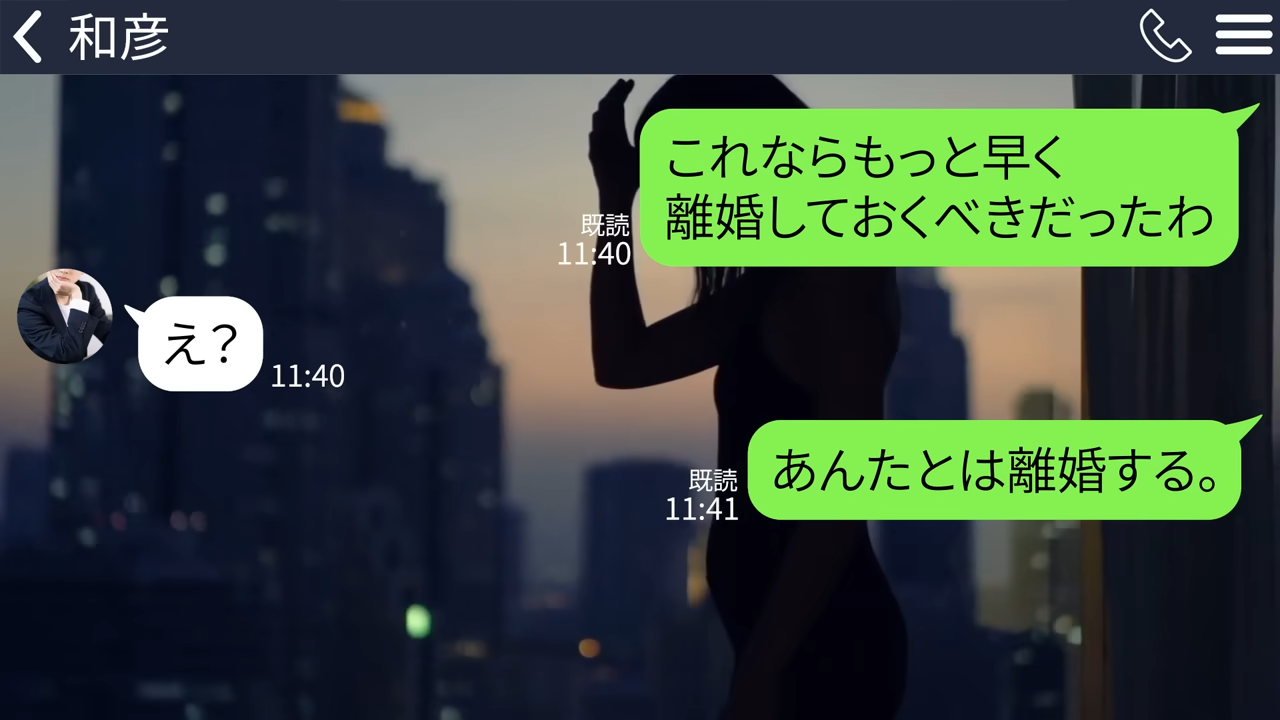 和彦
これならもっと早く
離婚しておくべきだったわ
既読
11:40
え？
11:40
あんたとは離婚する。
既読
11:41